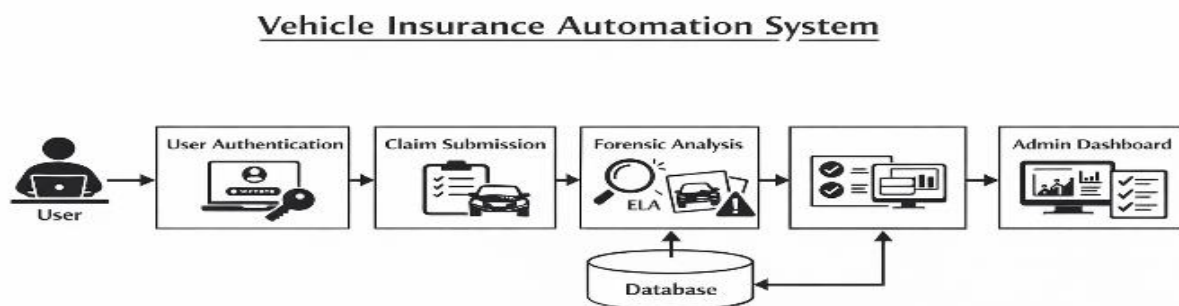 Vehicle Insurance Automation System
User Authentication
Claim Submission
Forensic Analysis
Admin Dashboard
ELA
User
Database